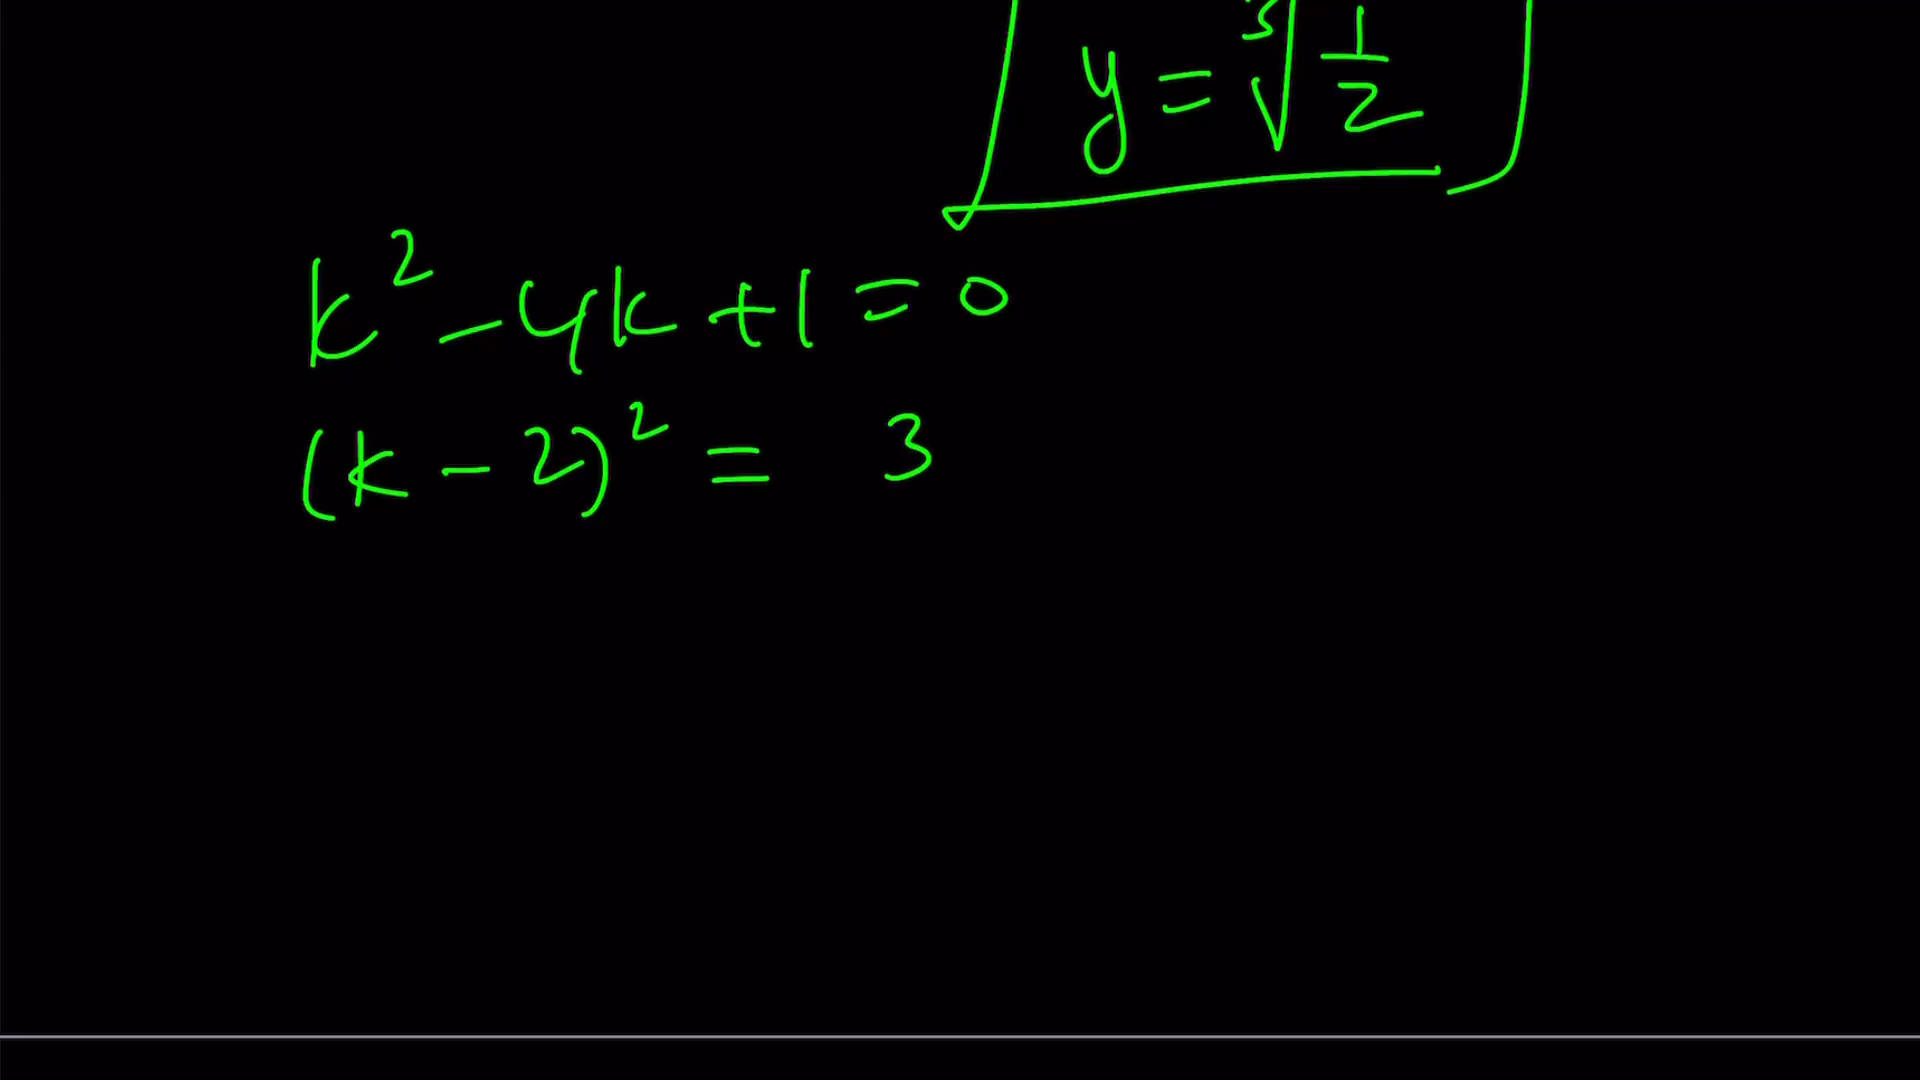 y = ∛(1/2)
k² - 4k + 1 = 0
(k - 2)² = 3